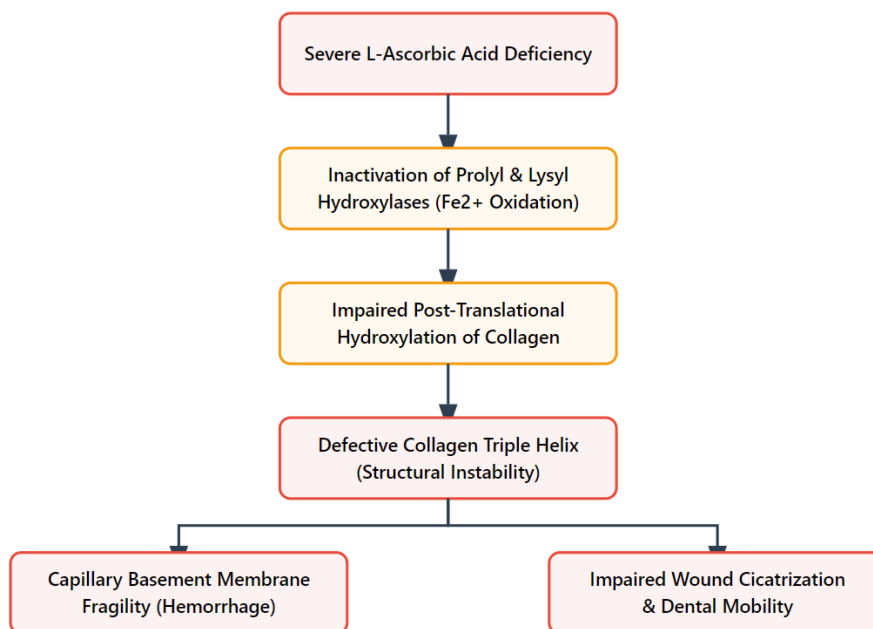 Severe L-Ascorbic Acid Deficiency
Inactivation of Prolyl & Lysyl
Hydroxylases (Fe2+ Oxidation)
Impaired Post-Translational
Hydroxylation of Collagen
Defective Collagen Triple Helix
(Structural Instability)
Capillary Basement Membrane
Fragility (Hemorrhage)
Impaired Wound Cicatrization
& Dental Mobility